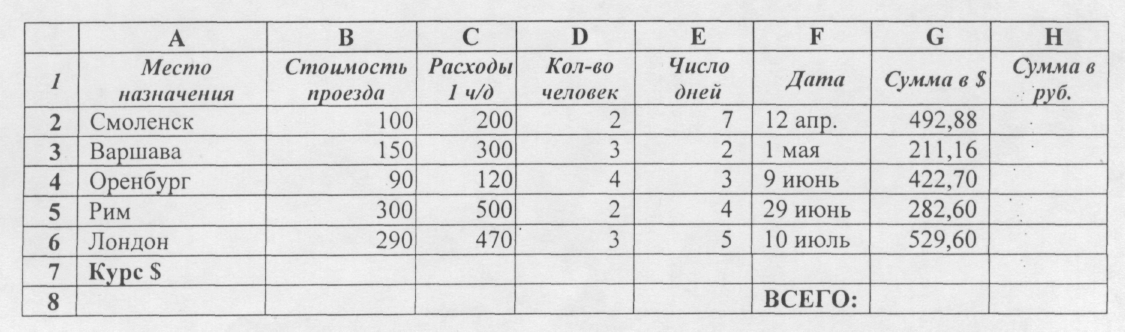 A B C D E F G H
1 Место назначения Стоимость проезда Расходы 1 ч/д Кол-во человек Число дней Дата Сумма в $ Сумма в руб.
2 Смоленск 100 200 2 7 12 апр. 492,88
3 Варшава 150 300 3 2 1 мая 211,16
4 Оренбург 90 120 4 3 9 июнь 422,70
5 Рим 300 500 2 4 29 июнь 282,60
6 Лондон 290 470 3 5 10 июль 529,60
7 Курс $
8 ВСЕГО: